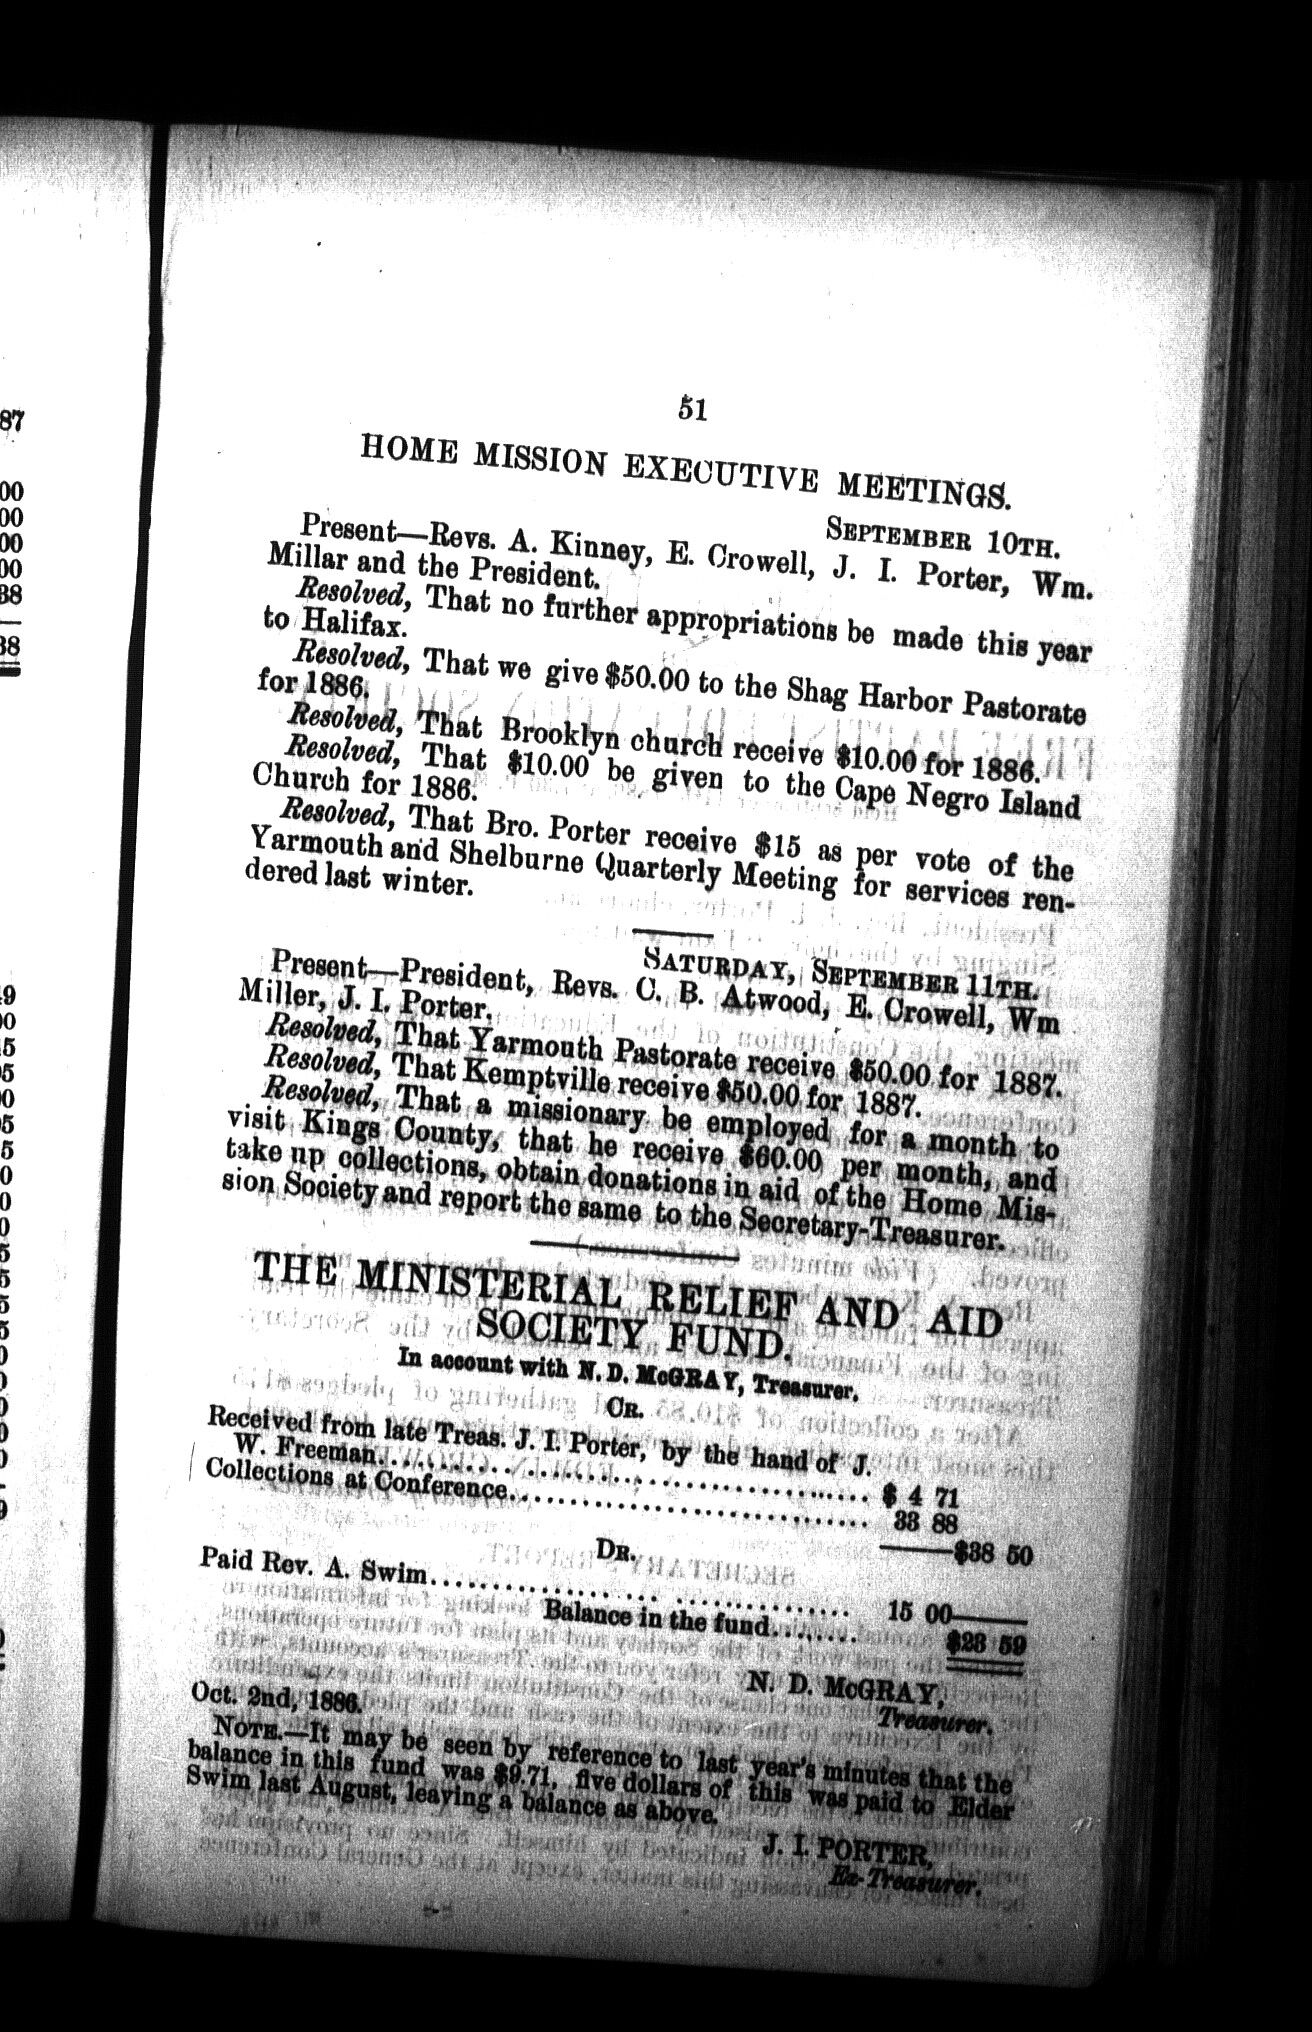 51
HOME MISSION EXECUTIVE MEETINGS.
SEPTEMBER 10TH.
Present—Revs. A. Kinney, E. Crowell, J. I. Porter, Wm.
Millar and the President.
Resolved, That no further appropriations be made this year
to Halifax.
Resolved, That we give $50.00 to the Shag Harbor Pastorate
for 1886.
Resolved, That Brooklyn church receive $10.00 for 1886.
Resolved, That $10.00 be given to the Cape Negro Island
Church for 1886.
Resolved, That Bro. Porter receive $15 as per vote of the
Yarmouth and Shelburne Quarterly Meeting for services ren-
dered last winter.
SATURDAY, SEPTEMBER 11TH.
Present—President, Revs. C. B. Atwood, E. Crowell, Wm
Miller, J. I. Porter.
Resolved, That Yarmouth Pastorate receive $50.00 for 1887.
Resolved, That Kemptville receive $50.00 for 1887.
Resolved, That a missionary be employed for a month to
visit Kings County, that he receive $60.00 per month, and
take up collections, obtain donations in aid of the Home Mis-
sion Society and report the same to the Secretary-Treasurer.
THE MINISTERIAL RELIEF AND AID
SOCIETY FUND.
In account with N. D. McGRAY, Treasurer.
CR.
Received from late Treas. J. I. Porter, by the hand of J.
W. Freeman........................................ $ 4 71
Collections at Conference.............................. 33 88
$38 50
DR.
Paid Rev. A. Swim.................................... 15 00
Balance in the fund........ $23 59
N. D. McGRAY,
Treasurer.
Oct. 2nd, 1886.
NOTE.—It may be seen by reference to last year's minutes that the
balance in this fund was $9.71, five dollars of this was paid to Elder
Swim last August, leaving a balance as above.
J. I. PORTER,
Ex-Treasurer.